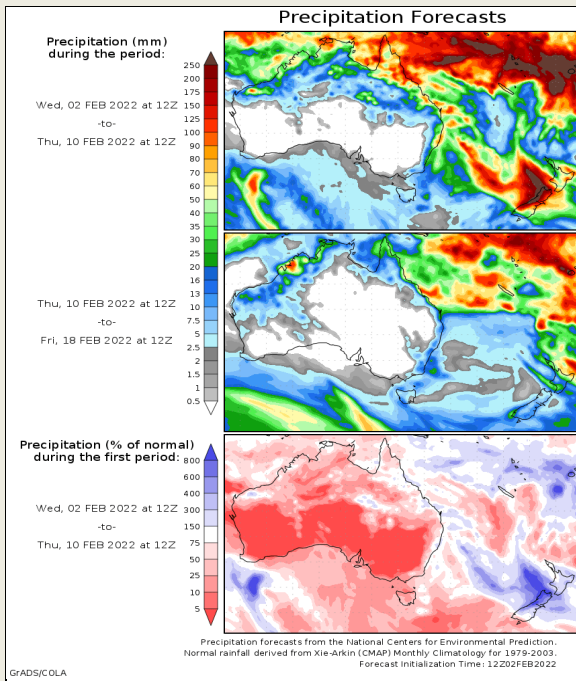 Precipitation Forecasts
Precipitation (mm)
during the period:
Wed, 02 FEB 2022 at 12Z
-to-
Thu, 10 FEB 2022 at 12Z
250
200
175
150
125
100
90
80
70
60
50
40
35
30
25
20
16
13
10
7.5
5
2.5
2
1.5
1
0.5
Thu, 10 FEB 2022 at 12Z
-to-
Fri, 18 FEB 2022 at 12Z
Precipitation (% of normal)
during the first period:
Wed, 02 FEB 2022 at 12Z
-to-
Thu, 10 FEB 2022 at 12Z
800
600
400
300
150
75
50
25
10
5
Precipitation forecasts from the National Centers for Environmental Prediction.
Normal rainfall derived from Xie-Arkin (CMAP) Monthly Climatology for 1979-2003.
Forecast Initialization Time: 12Z02FEB2022
GrADS/COLA